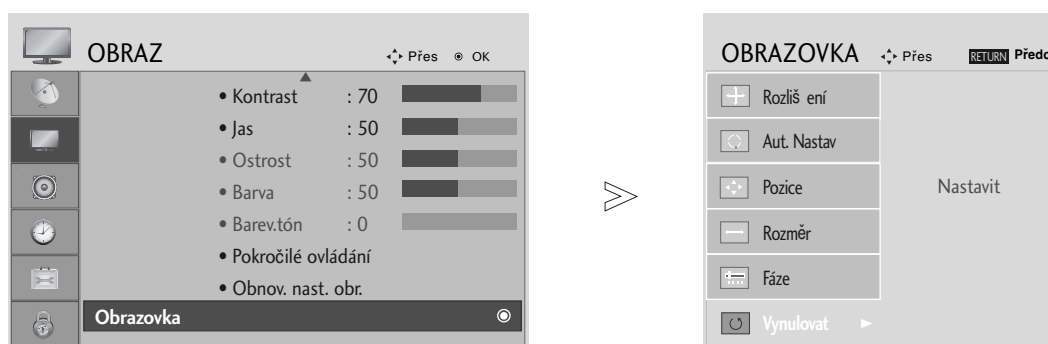 OBRAZ Přes OK
• Kontrast : 70
• Jas : 50
• Ostrost : 50
• Barva : 50
• Barev.tón : 0
• Pokročilé ovládání
• Obnov. nast. obr.
Obrazovka
OBRAZOVKA Přes RETURN
Rozliš ení
Aut. Nastav
Pozice
Nastavit
Rozměr
Fáze
Vynulovat